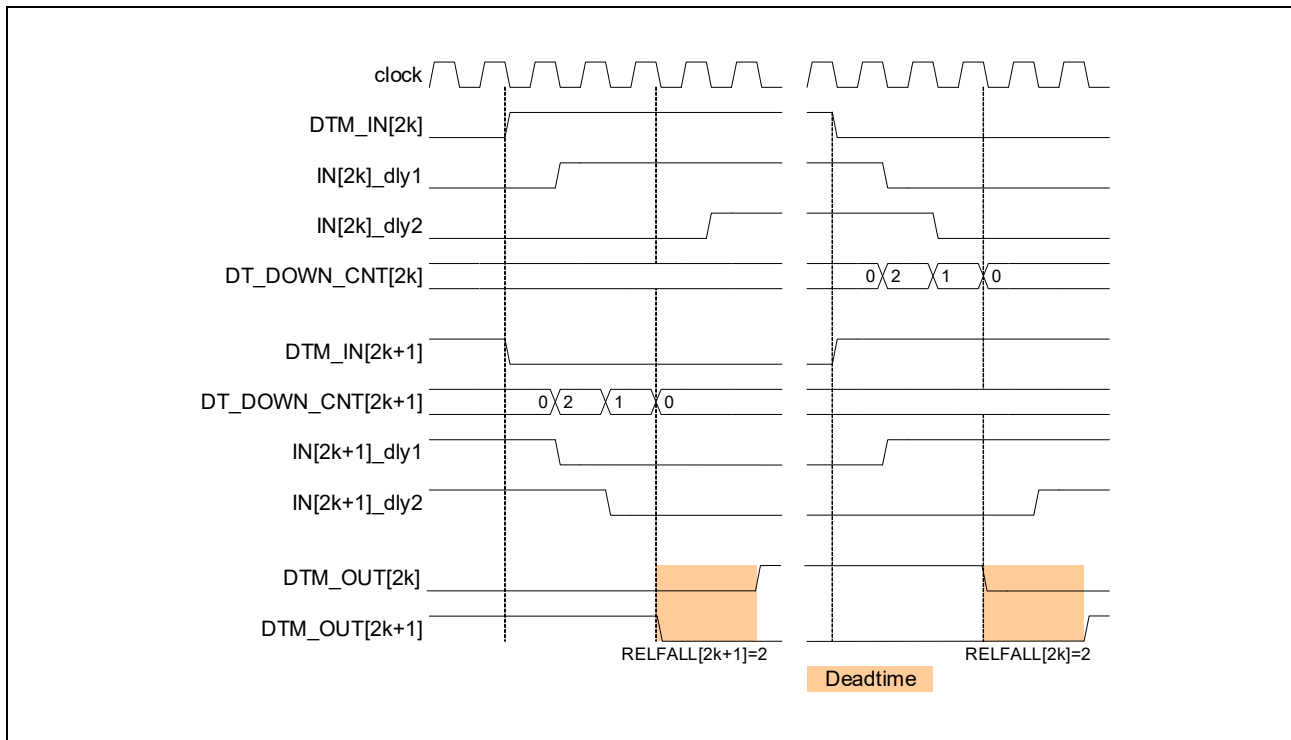 clock
DTM_IN[2k]
IN[2k]_dly1
IN[2k]_dly2
DT_DOWN_CNT[2k] 0 2 1 0
DTM_IN[2k+1]
DT_DOWN_CNT[2k+1] 0 2 1 0
IN[2k+1]_dly1
IN[2k+1]_dly2
DTM_OUT[2k]
DTM_OUT[2k+1]
RELFALL[2k+1]=2 RELFALL[2k]=2
Deadtime